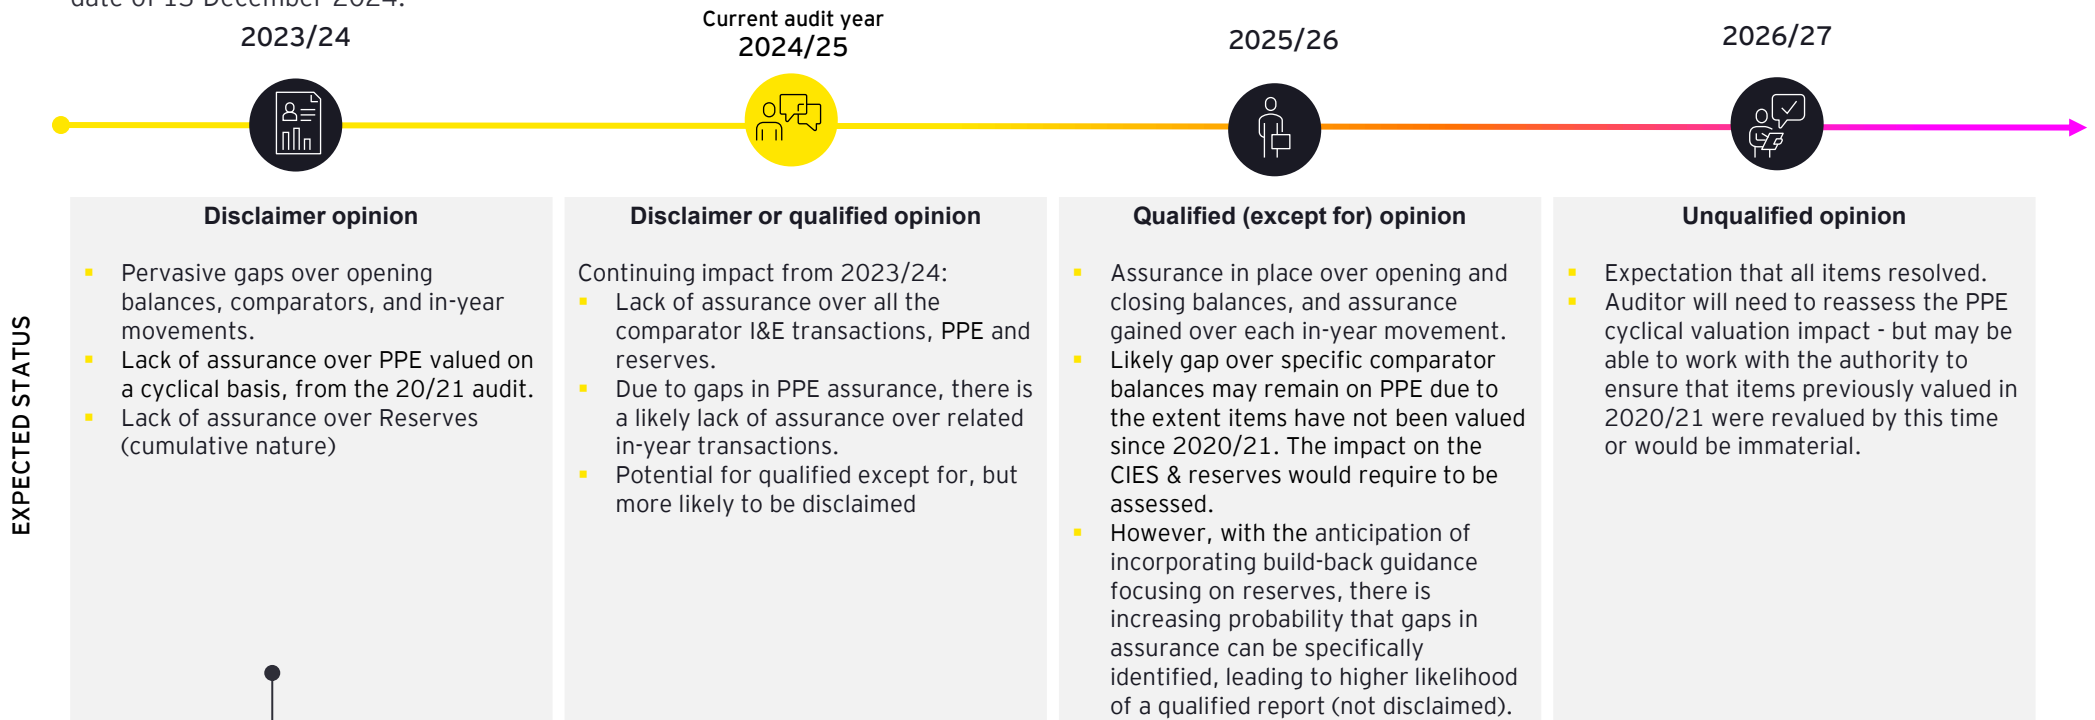 date of 13 December 2024.
2023/24
Current audit year
2024/25
2025/26
2026/27
EXPECTED STATUS
Disclaimer opinion
Pervasive gaps over opening
balances, comparators, and in-year
movements.
Lack of assurance over PPE valued on
a cyclical basis, from the 20/21 audit.
Lack of assurance over Reserves
(cumulative nature)
Disclaimer or qualified opinion
Continuing impact from 2023/24:
Lack of assurance over all the
comparator I&E transactions, PPE and
reserves.
Due to gaps in PPE assurance, there is
a likely lack of assurance over related
in-year transactions.
Potential for qualified except for, but
more likely to be disclaimed
Qualified (except for) opinion
Assurance in place over opening and
closing balances, and assurance
gained over each in-year movement.
Likely gap over specific comparator
balances may remain on PPE due to
the extent items have not been valued
since 2020/21. The impact on the
CIES & reserves would require to be
assessed.
However, with the anticipation of
incorporating build-back guidance
focusing on reserves, there is
increasing probability that gaps in
assurance can be specifically
identified, leading to higher likelihood
of a qualified report (not disclaimed).
Unqualified opinion
Expectation that all items resolved.
Auditor will need to reassess the PPE
cyclical valuation impact - but may be
able to work with the authority to
ensure that items previously valued in
2020/21 were revalued by this time
or would be immaterial.